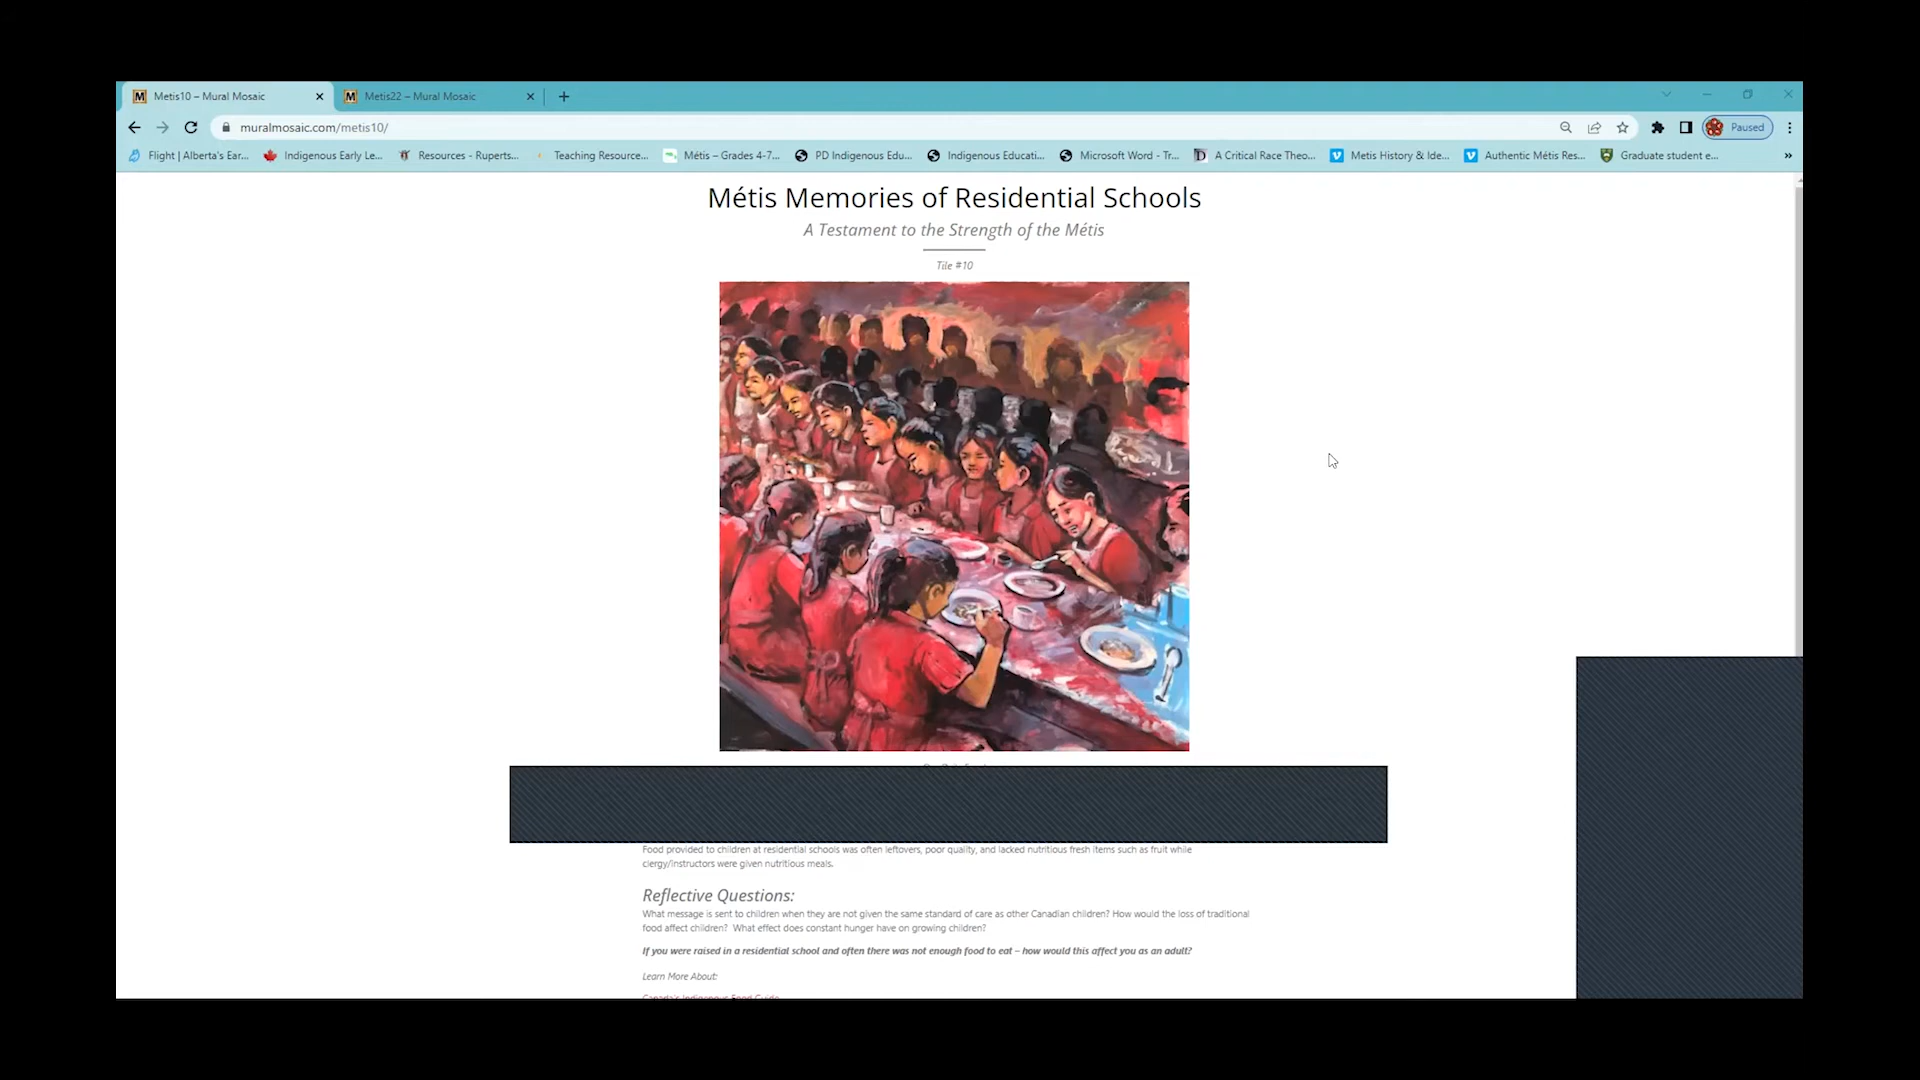 Metis10 – Mural Mosaic
Metis22 – Mural Mosaic
muralmosaic.com/metis10/
Paused
Flight | Alberta's Ear...
Indigenous Early Le...
Resources - Ruperts...
Teaching Resource...
Métis – Grades 4-7...
PD Indigenous Edu...
Indigenous Educati...
Microsoft Word - Tr...
A Critical Race Theo...
Metis History & Ide...
Authentic Métis Res...
Graduate student e...
»
Métis Memories of Residential Schools
A Testament to the Strength of the Métis
Tile #10
Food provided to children at residential schools was often leftovers, poor quality, and lacked nutritious fresh items such as fruit while
clergy/instructors were given nutritious meals.
Reflective Questions:
What message is sent to children when they are not given the same standard of care as other Canadian children? How would the loss of traditional
food affect children?  What effect does constant hunger have on growing children?
If you were raised in a residential school and often there was not enough food to eat – how would this affect you as an adult?
Learn More About:
Canada's Indigenous Food Guide